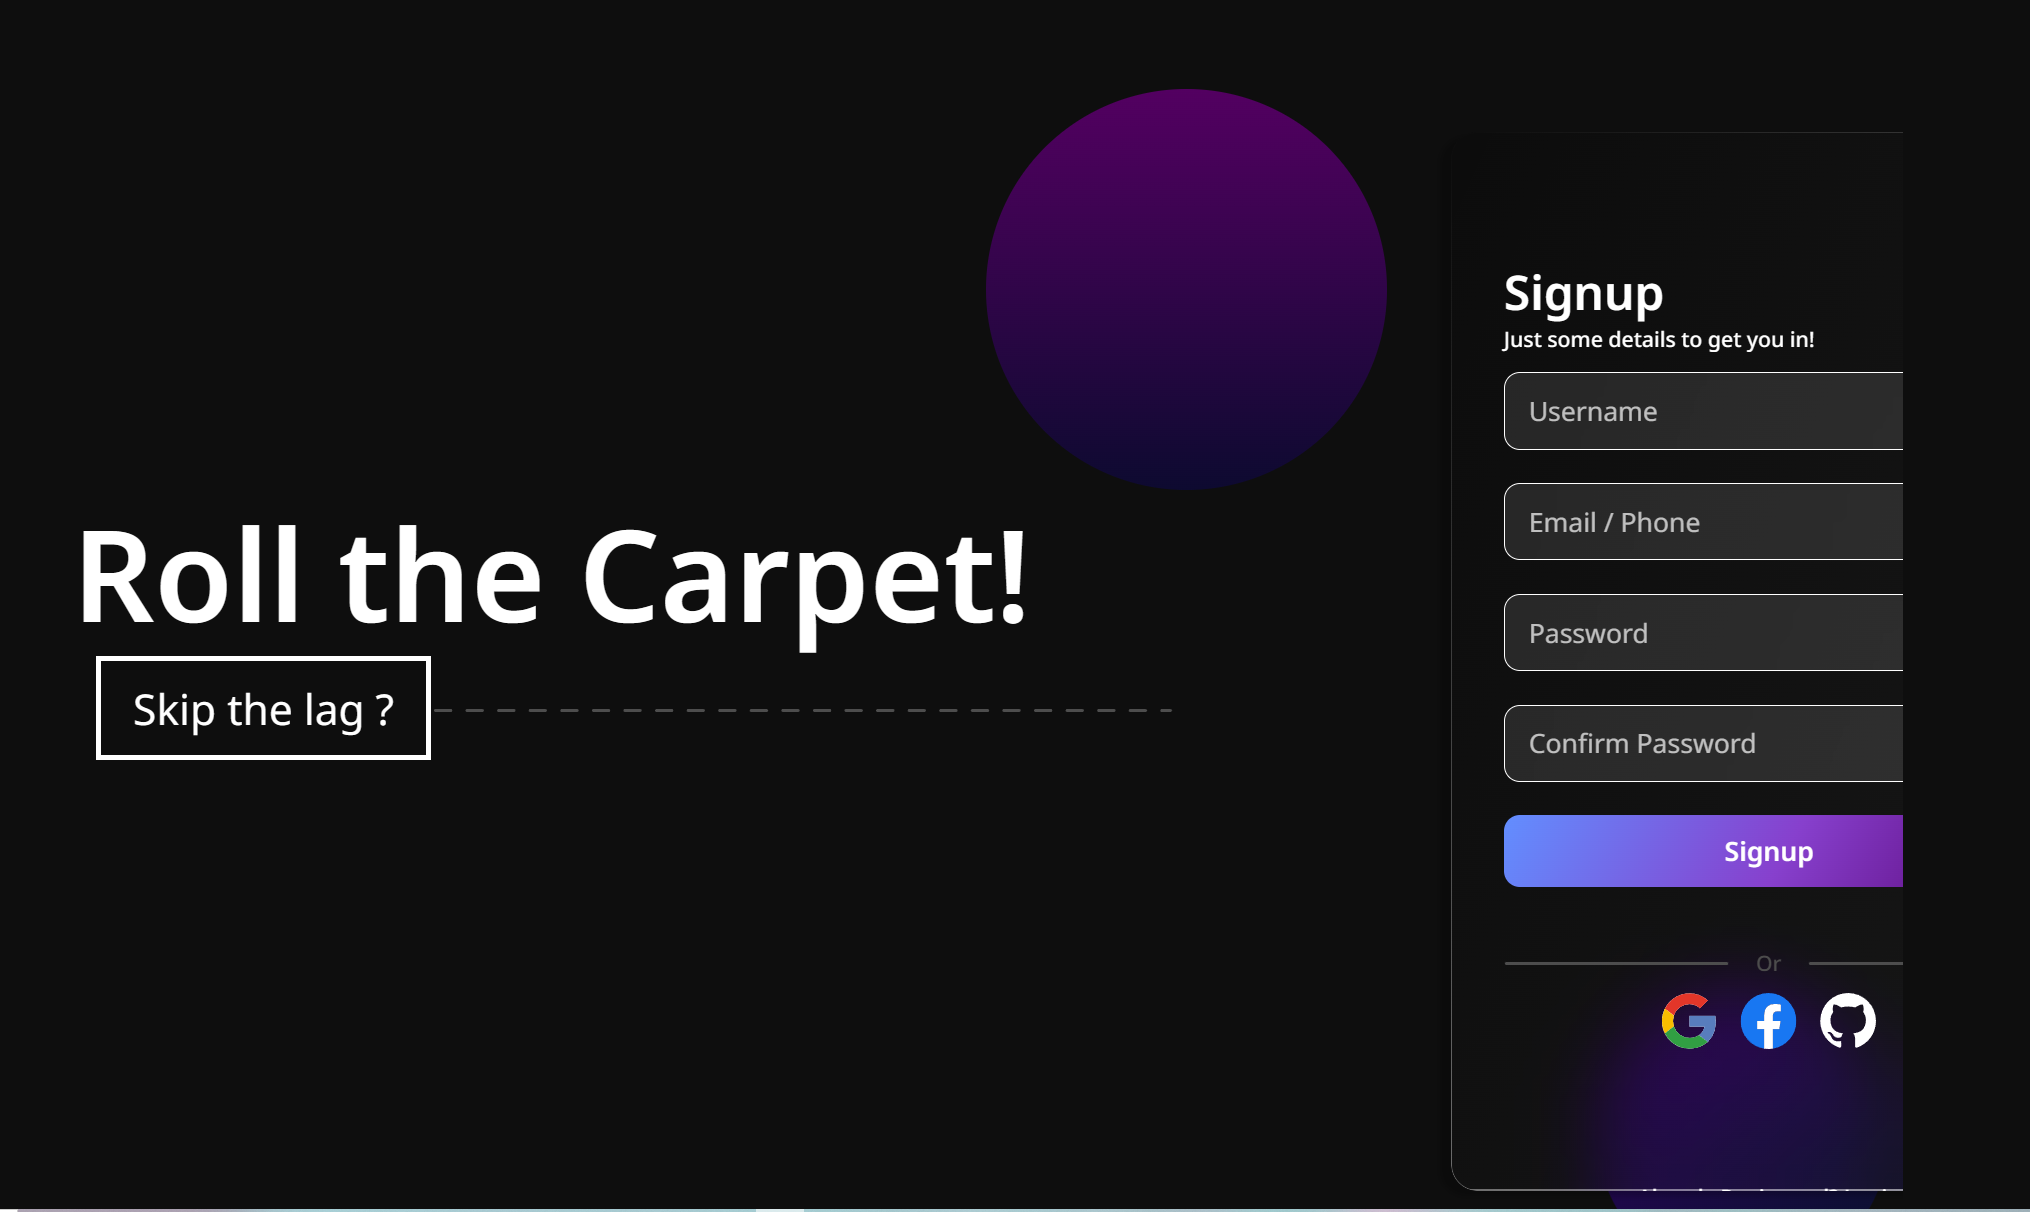 Roll the Carpet!
Skip the lag ?
Signup
Just some details to get you in!
Username
Email / Phone
Password
Confirm Password
Signup
Or